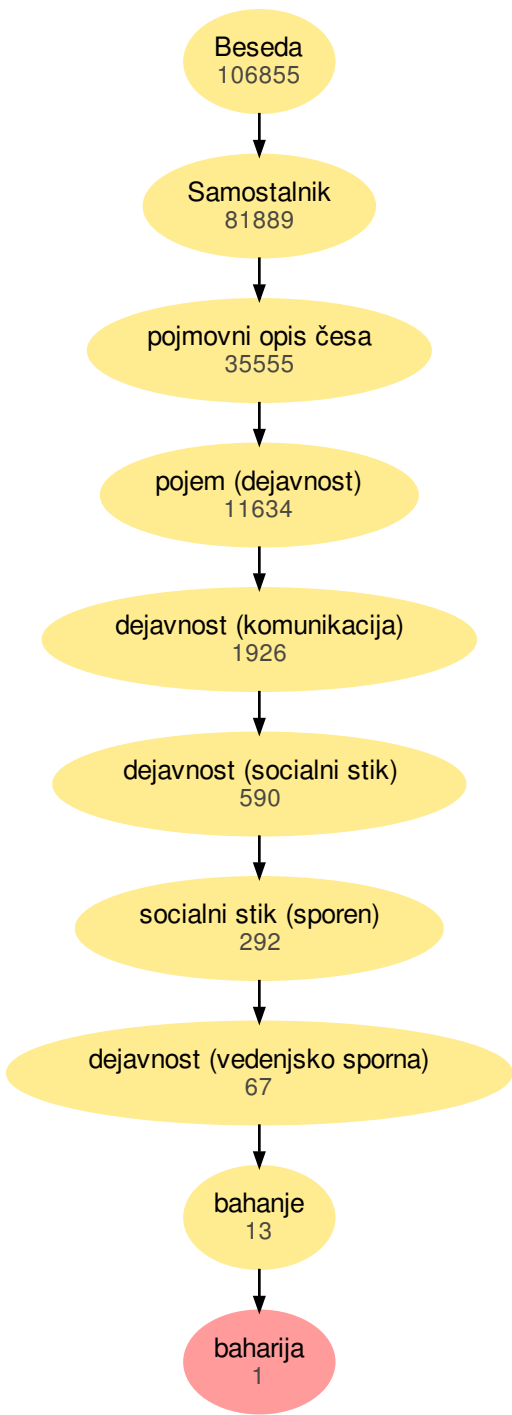 Beseda
106855
Samostalnik
81889
pojmovni opis česa
35555
pojem (dejavnost)
11634
dejavnost (komunikacija)
1926
dejavnost (socialni stik)
590
socialni stik (sporen)
292
dejavnost (vedenjsko sporna)
67
bahanje
13
baharija
1